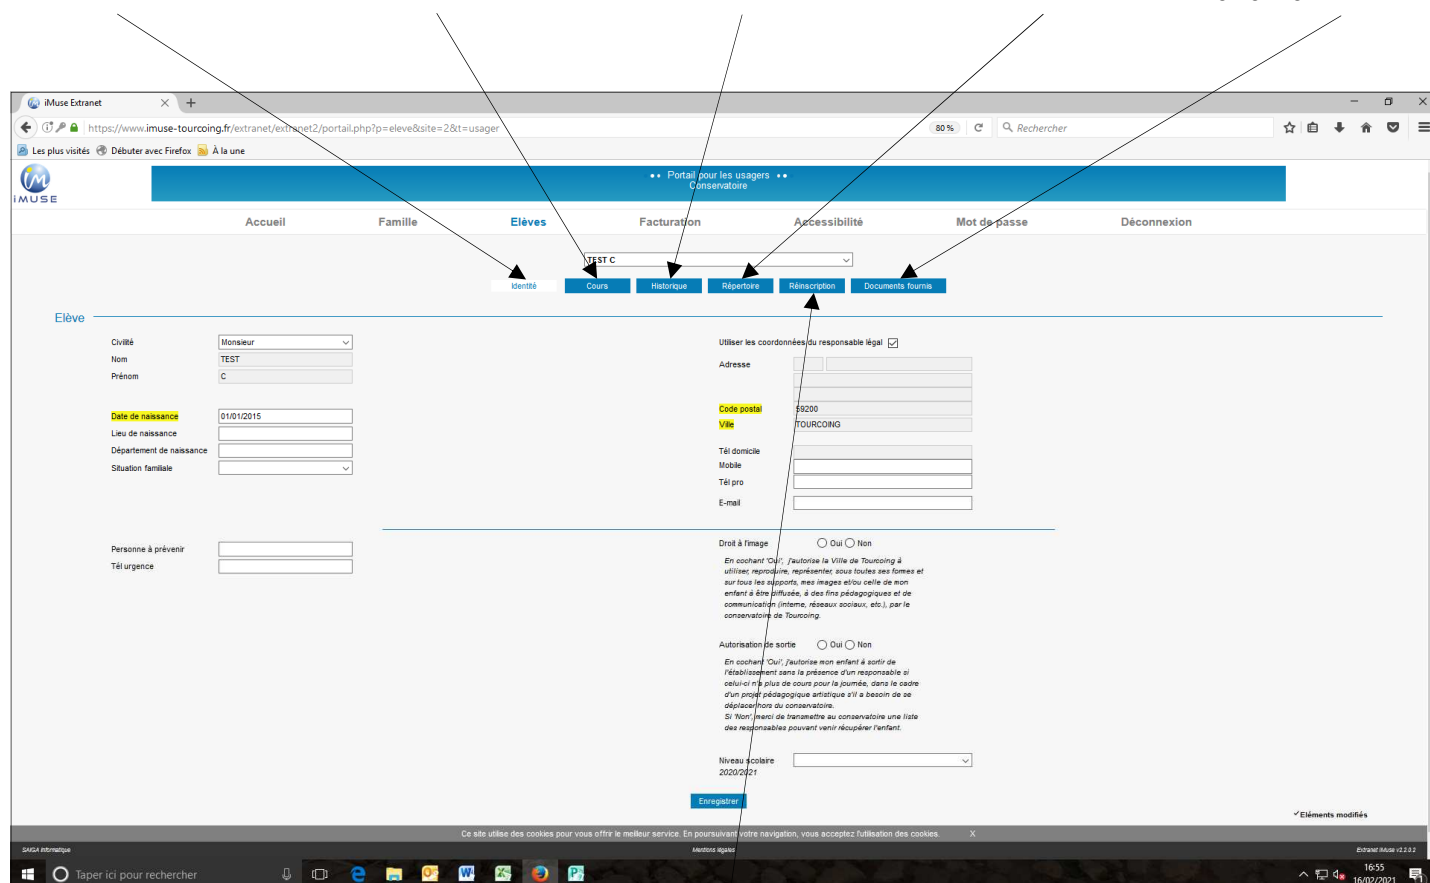 iMuse Extranet
https://www.imuse-tourcoing.fr/extranet/extranet2/portail.php?p=eleve&site=2&t=usager
80 %
Rechercher
Les plus visités
Débuter avec Firefox
À la une
iMUSE
•• Portail pour les usagers ••
Conservatoire
Accueil Famille Elèves Facturation Accessibilité Mot de passe Déconnexion
TEST C
Identité Cours Historique Répertoire Réinscription Documents fournis
Elève
Civilité Monsieur
Nom TEST
Prénom C
Date de naissance 01/01/2015
Lieu de naissance
Département de naissance
Situation familiale
Personne à prévenir
Tél urgence
Utiliser les coordonnées du responsable légal
Adresse
Code postal 59200
Ville TOURCOING
Tél domicile
Mobile
Tél pro
E-mail
Droit à l'image Oui Non
En cochant 'Oui', j'autorise la Ville de Tourcoing à
utiliser, reproduire, représenter, sous toutes ses formes et
sur tous les supports, mes images et/ou celle de mon
enfant à être diffusée, à des fins pédagogiques et de
communication (interne, réseaux sociaux, etc.), par le
conservatoire de Tourcoing.
Autorisation de sortie Oui Non
En cochant 'Oui', j'autorise mon enfant à sortir de
l'établissement sans la présence d'un responsable si
celui-ci n'a plus de cours pour la journée, dans le cadre
d'un projet pédagogique artistique s'il a besoin de se
déplacer hors du conservatoire.
Si 'Non', merci de transmettre au conservatoire une liste
des responsables pouvant venir récupérer l'enfant.
Niveau scolaire
2020/2021
Enregistrer
Eléments modifiés
Ce site utilise des cookies pour vous offrir le meilleur service. En poursuivant votre navigation, vous acceptez l'utilisation des cookies. X
SAIGA Informatique
Mentions légales
Extranet iMuse v1.2.0.2
Taper ici pour rechercher
16:55
16/02/2021